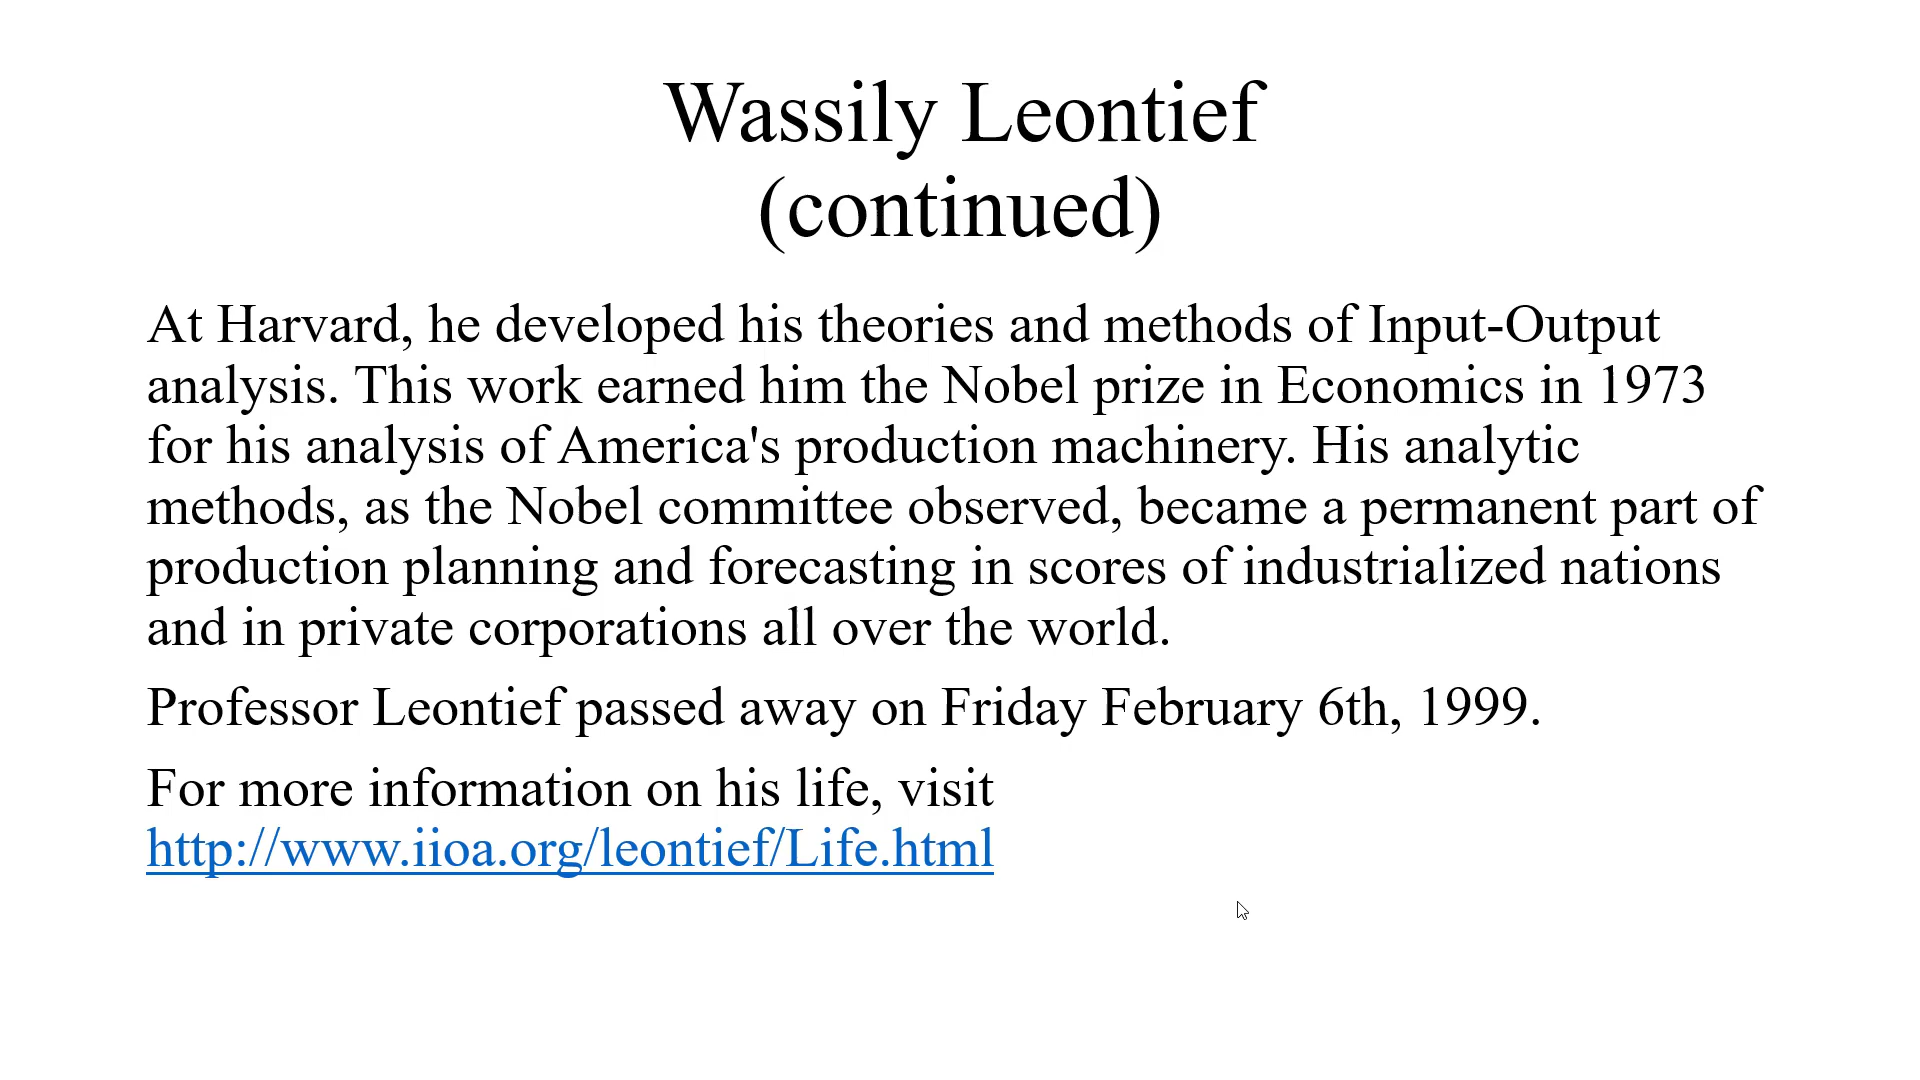 Wassily Leontief
(continued)
At Harvard, he developed his theories and methods of Input-Output
analysis. This work earned him the Nobel prize in Economics in 1973
for his analysis of America's production machinery. His analytic
methods, as the Nobel committee observed, became a permanent part of
production planning and forecasting in scores of industrialized nations
and in private corporations all over the world.
Professor Leontief passed away on Friday February 6th, 1999.
For more information on his life, visit
http://www.iioa.org/leontief/Life.html